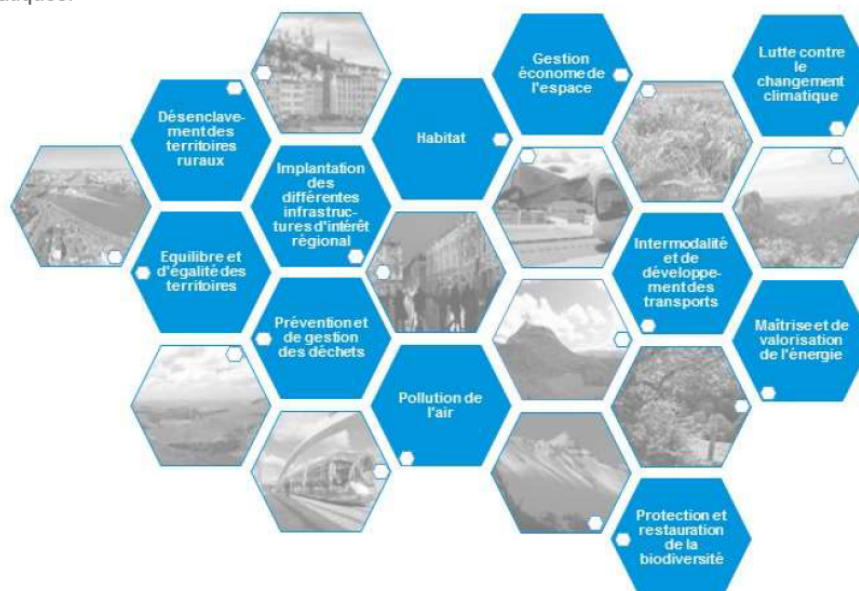 Gestion
économe de
l'espace
Lutte contre
le
changement
climatique
Désenclave-
ment des
territoires
ruraux
Habitat
Implantation
des
différentes
infrastruc-
tures d'intérêt
régional
Equilibre et
d'égalité des
territoires
Intermodalité
et de
développe-
ment des
transports
Prévention et
de gestion
des déchets
Maîtrise et de
valorisation
de l'énergie
Pollution de
l'air
Protection et
restauration
de la
biodiversité